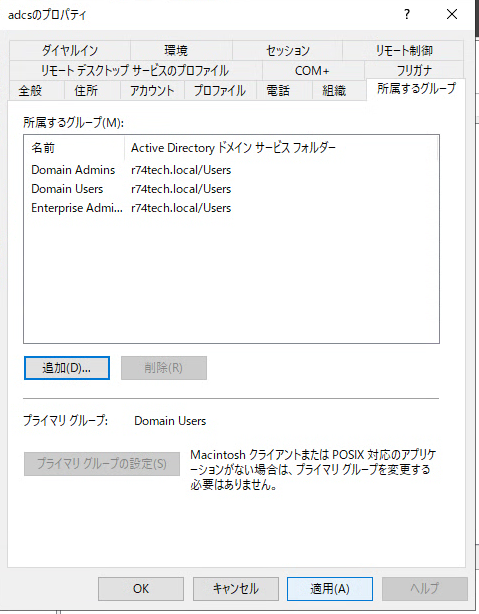 adcsのプロパティ
?
ダイヤルイン 環境 セッション リモート制御
リモート デスクトップ サービスのプロファイル COM+ フリガナ
全般 住所 アカウント プロファイル 電話 組織 所属するグループ
所属するグループ(M):
名前 Active Directory ドメイン サービス フォルダー
Domain Admins r74tech.local/Users
Domain Users r74tech.local/Users
Enterprise Admi... r74tech.local/Users
追加(D)... 削除(R)
プライマリ グループ: Domain Users
プライマリ グループの設定(S)
Macintosh クライアントまたは POSIX 対応のアプリケ
ーションがない場合は、プライマリ グループを変更する
必要はありません。
OK キャンセル 適用(A) ヘルプ